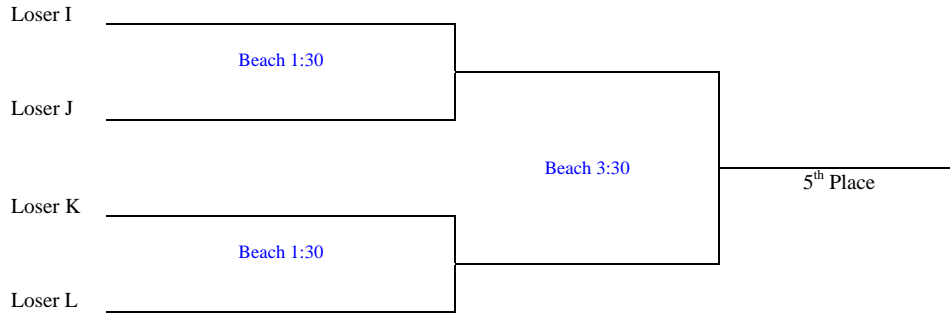 Loser I
Beach 1:30
Loser J
Beach 3:30
5th Place
Loser K
Beach 1:30
Loser L